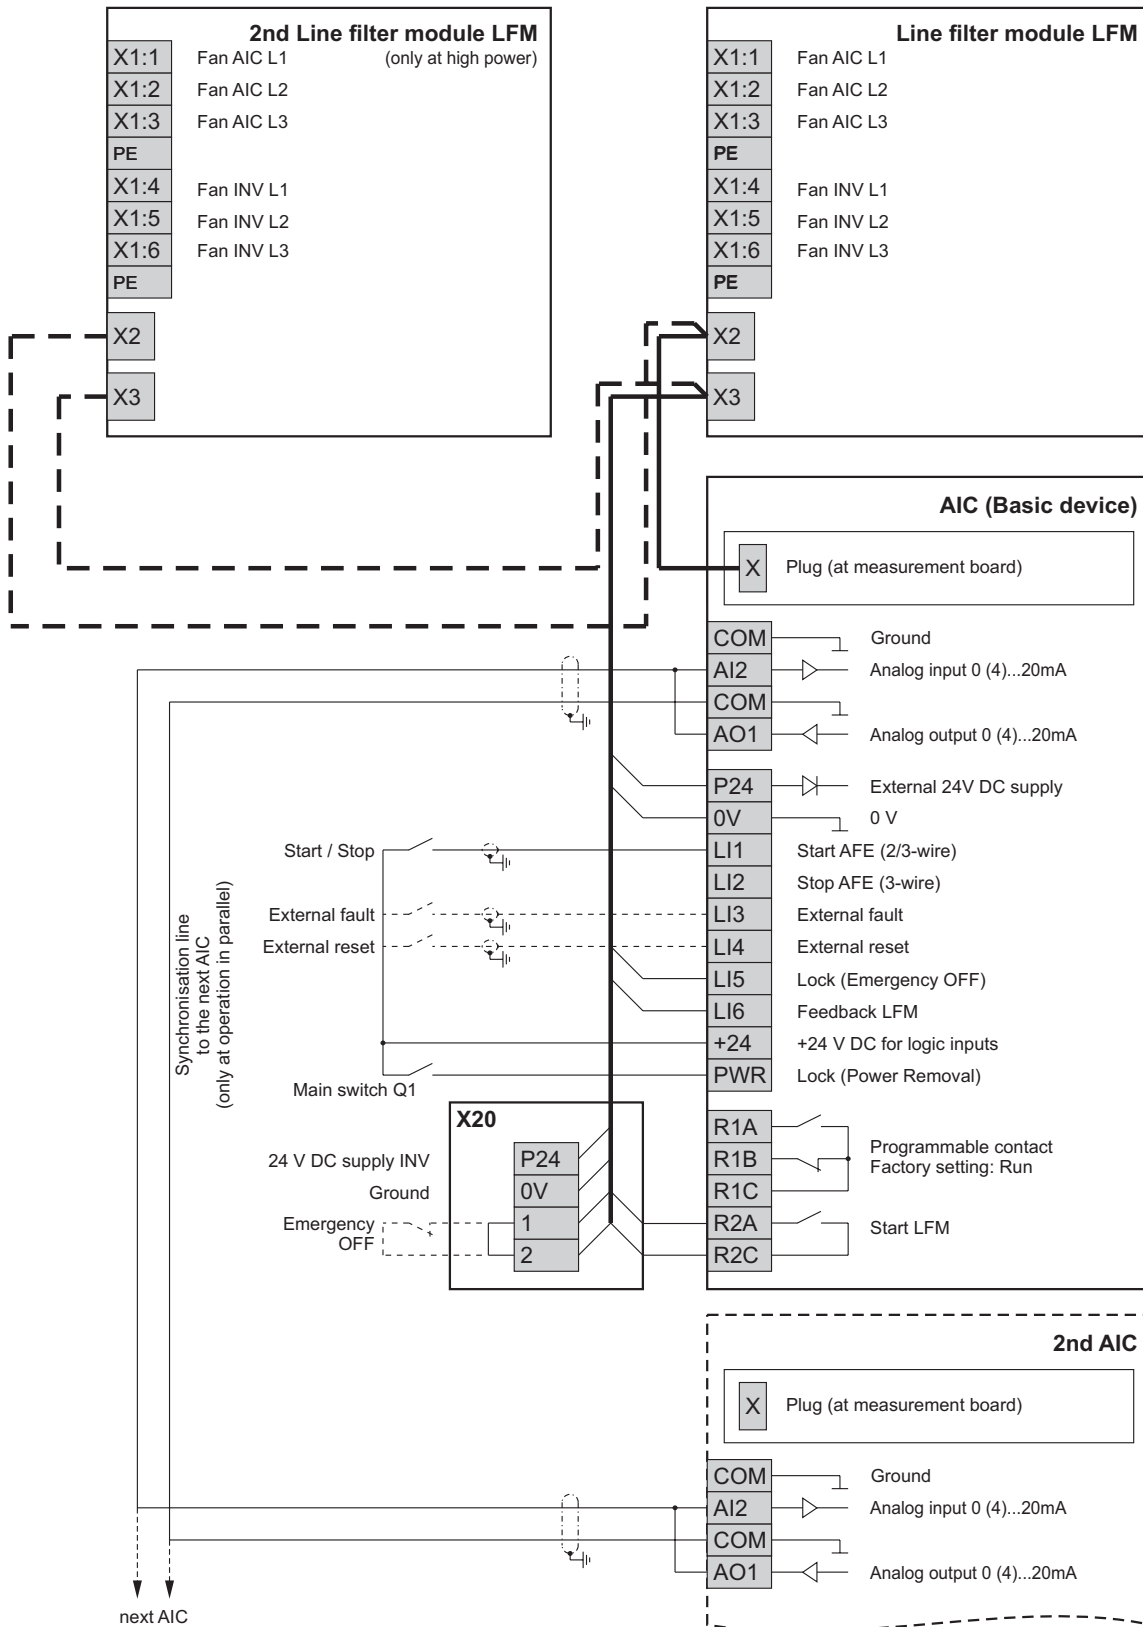 2nd Line filter module LFM
(only at high power)
X1:1 Fan AIC L1
X1:2 Fan AIC L2
X1:3 Fan AIC L3
PE
X1:4 Fan INV L1
X1:5 Fan INV L2
X1:6 Fan INV L3
PE
X2
X3
Line filter module LFM
X1:1 Fan AIC L1
X1:2 Fan AIC L2
X1:3 Fan AIC L3
PE
X1:4 Fan INV L1
X1:5 Fan INV L2
X1:6 Fan INV L3
PE
X2
X3
AIC (Basic device)
X Plug (at measurement board)
COM Ground
AI2 Analog input 0 (4)...20mA
COM
AO1 Analog output 0 (4)...20mA
P24 External 24V DC supply
0V 0 V
Start / Stop LI1 Start AFE (2/3-wire)
LI2 Stop AFE (3-wire)
External fault LI3 External fault
External reset LI4 External reset
LI5 Lock (Emergency OFF)
LI6 Feedback LFM
+24 +24 V DC for logic inputs
Main switch Q1 PWR Lock (Power Removal)
Synchronisation line
to the next AIC
(only at operation in parallel)
X20
24 V DC supply INV P24
Ground 0V
Emergency
OFF
1
2
R1A
R1B
R1C
Programmable contact
Factory setting: Run
R2A
R2C
Start LFM
2nd AIC
X Plug (at measurement board)
COM Ground
AI2 Analog input 0 (4)...20mA
COM
AO1 Analog output 0 (4)...20mA
next AIC